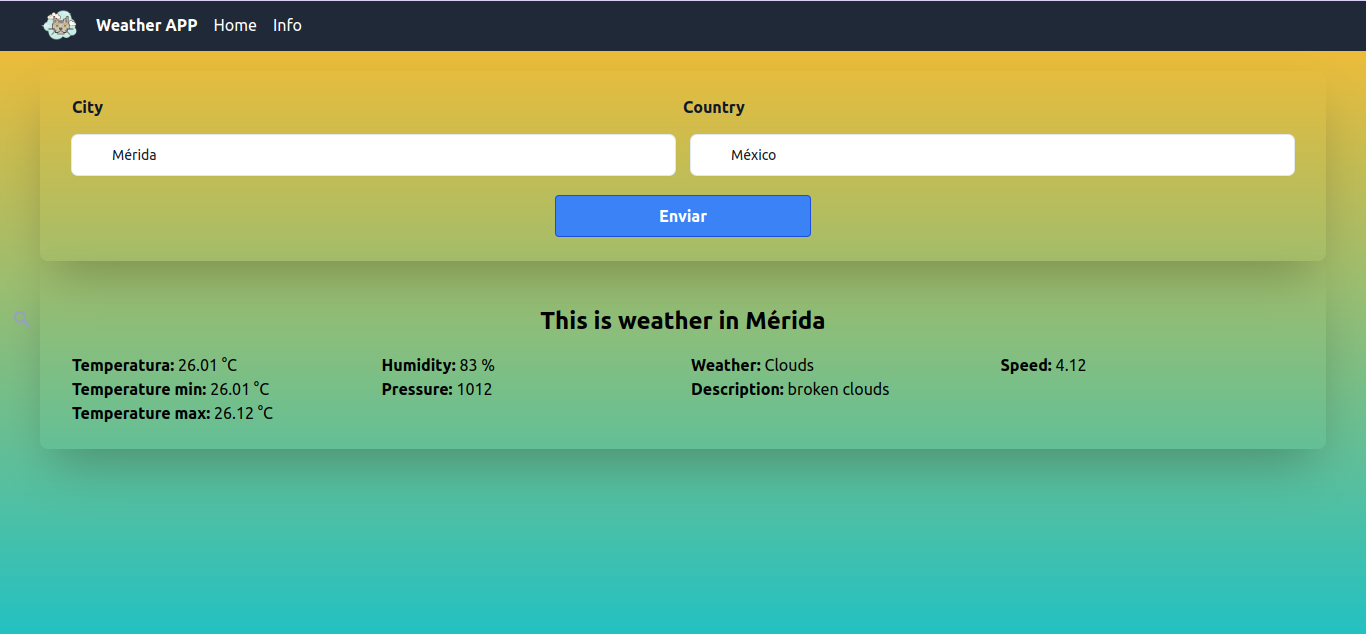 Weather APP Home Info
City Country
Mérida México
Enviar
This is weather in Mérida
Temperatura: 26.01 °C Humidity: 83 % Weather: Clouds Speed: 4.12
Temperature min: 26.01 °C Pressure: 1012 Description: broken clouds
Temperature max: 26.12 °C